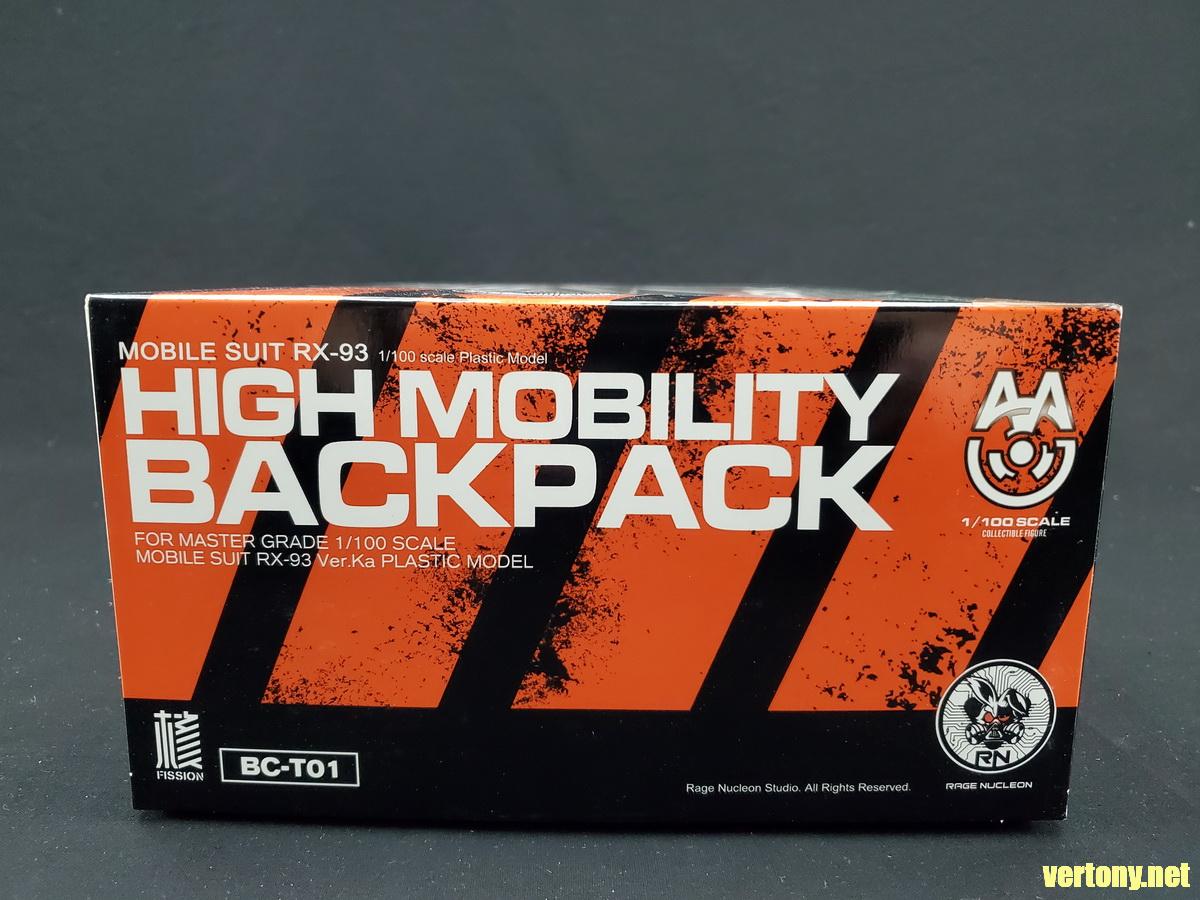 MOBILE SUIT RX-93 1/100 scale Plastic Model
HIGH MOBILITY
BACKPACK
FOR MASTER GRADE 1/100 SCALE
MOBILE SUIT RX-93 Ver.Ka PLASTIC MODEL
AA
1/100 SCALE
COLLECTIBLE FIGURE
FISSION
BC-T01
Rage Nucleon Studio. All Rights Reserved.
RN
RAGE NUCLEON
vertony.net